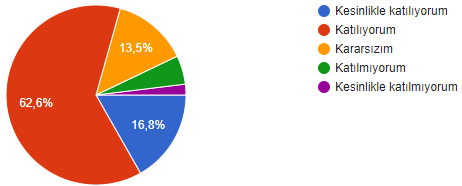 Kesinlikle katılıyorum
Katılıyorum
Kararsızım
Katılmıyorum
Kesinlikle katılmıyorum
13,5%
62,6%
16,8%